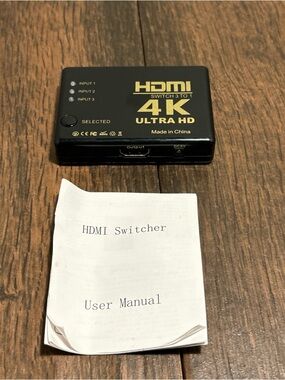 INPUT 1
INPUT 2
INPUT 3
SELECTED
HDMI
SWITCH 3 TO 1
4K
ULTRA HD
Made in China
Output
HDMI Switcher
User Manual